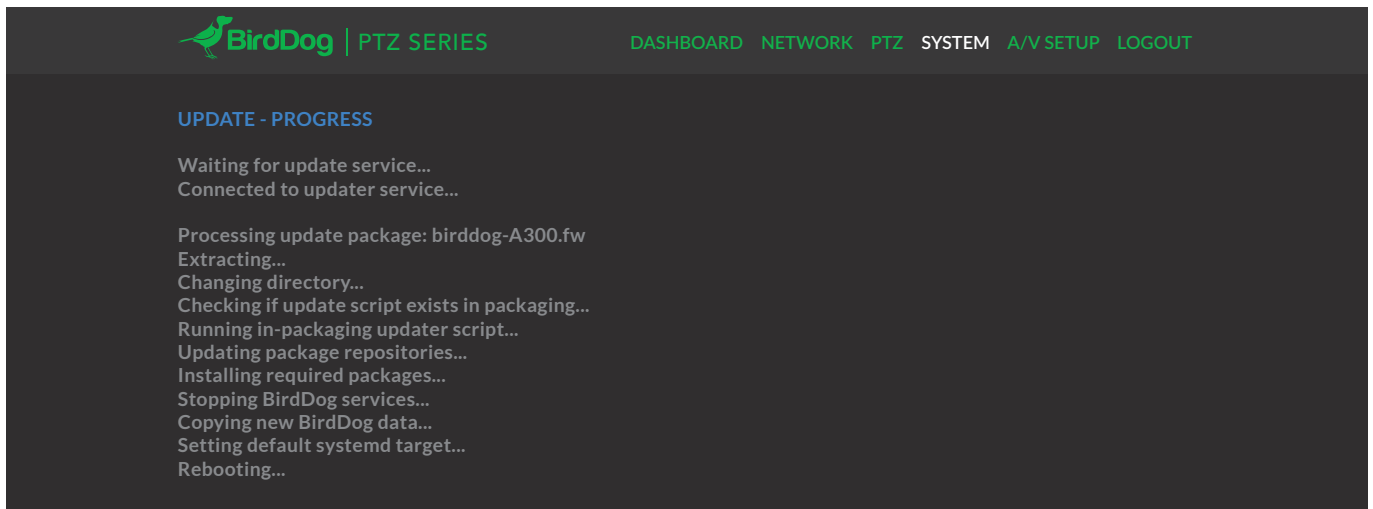 BirdDog | PTZ SERIES
DASHBOARD NETWORK PTZ SYSTEM A/V SETUP LOGOUT
UPDATE - PROGRESS
Waiting for update service...
Connected to updater service...
Processing update package: birddog-A300.fw
Extracting...
Changing directory...
Checking if update script exists in packaging...
Running in-packaging updater script...
Updating package repositories...
Installing required packages...
Stopping BirdDog services...
Copying new BirdDog data...
Setting default systemd target...
Rebooting...